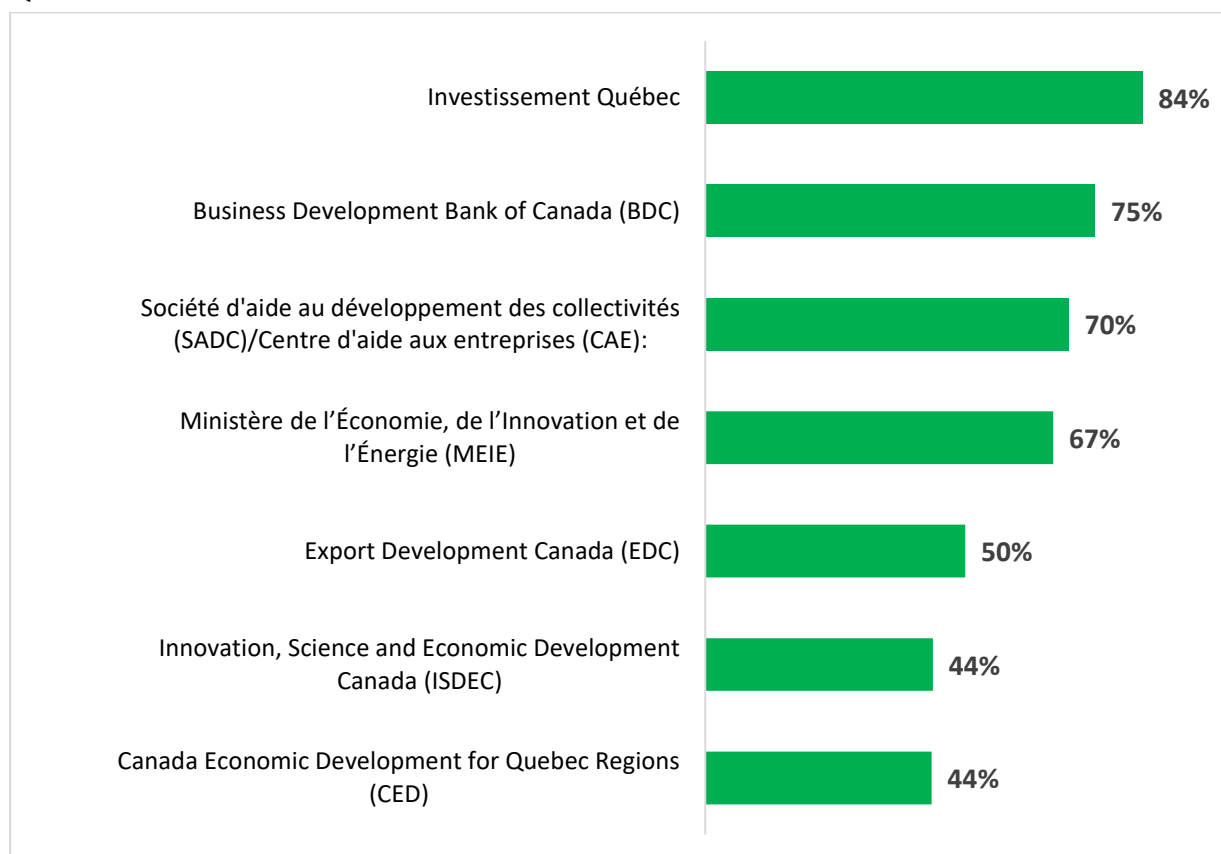 Investissement Québec
84%
Business Development Bank of Canada (BDC)
75%
Société d'aide au développement des collectivités
(SADC)/Centre d'aide aux entreprises (CAE):
70%
Ministère de l’Économie, de l’Innovation et de
l’Énergie (MEIE)
67%
Export Development Canada (EDC)
50%
Innovation, Science and Economic Development
Canada (ISDEC)
44%
Canada Economic Development for Quebec Regions
(CED)
44%